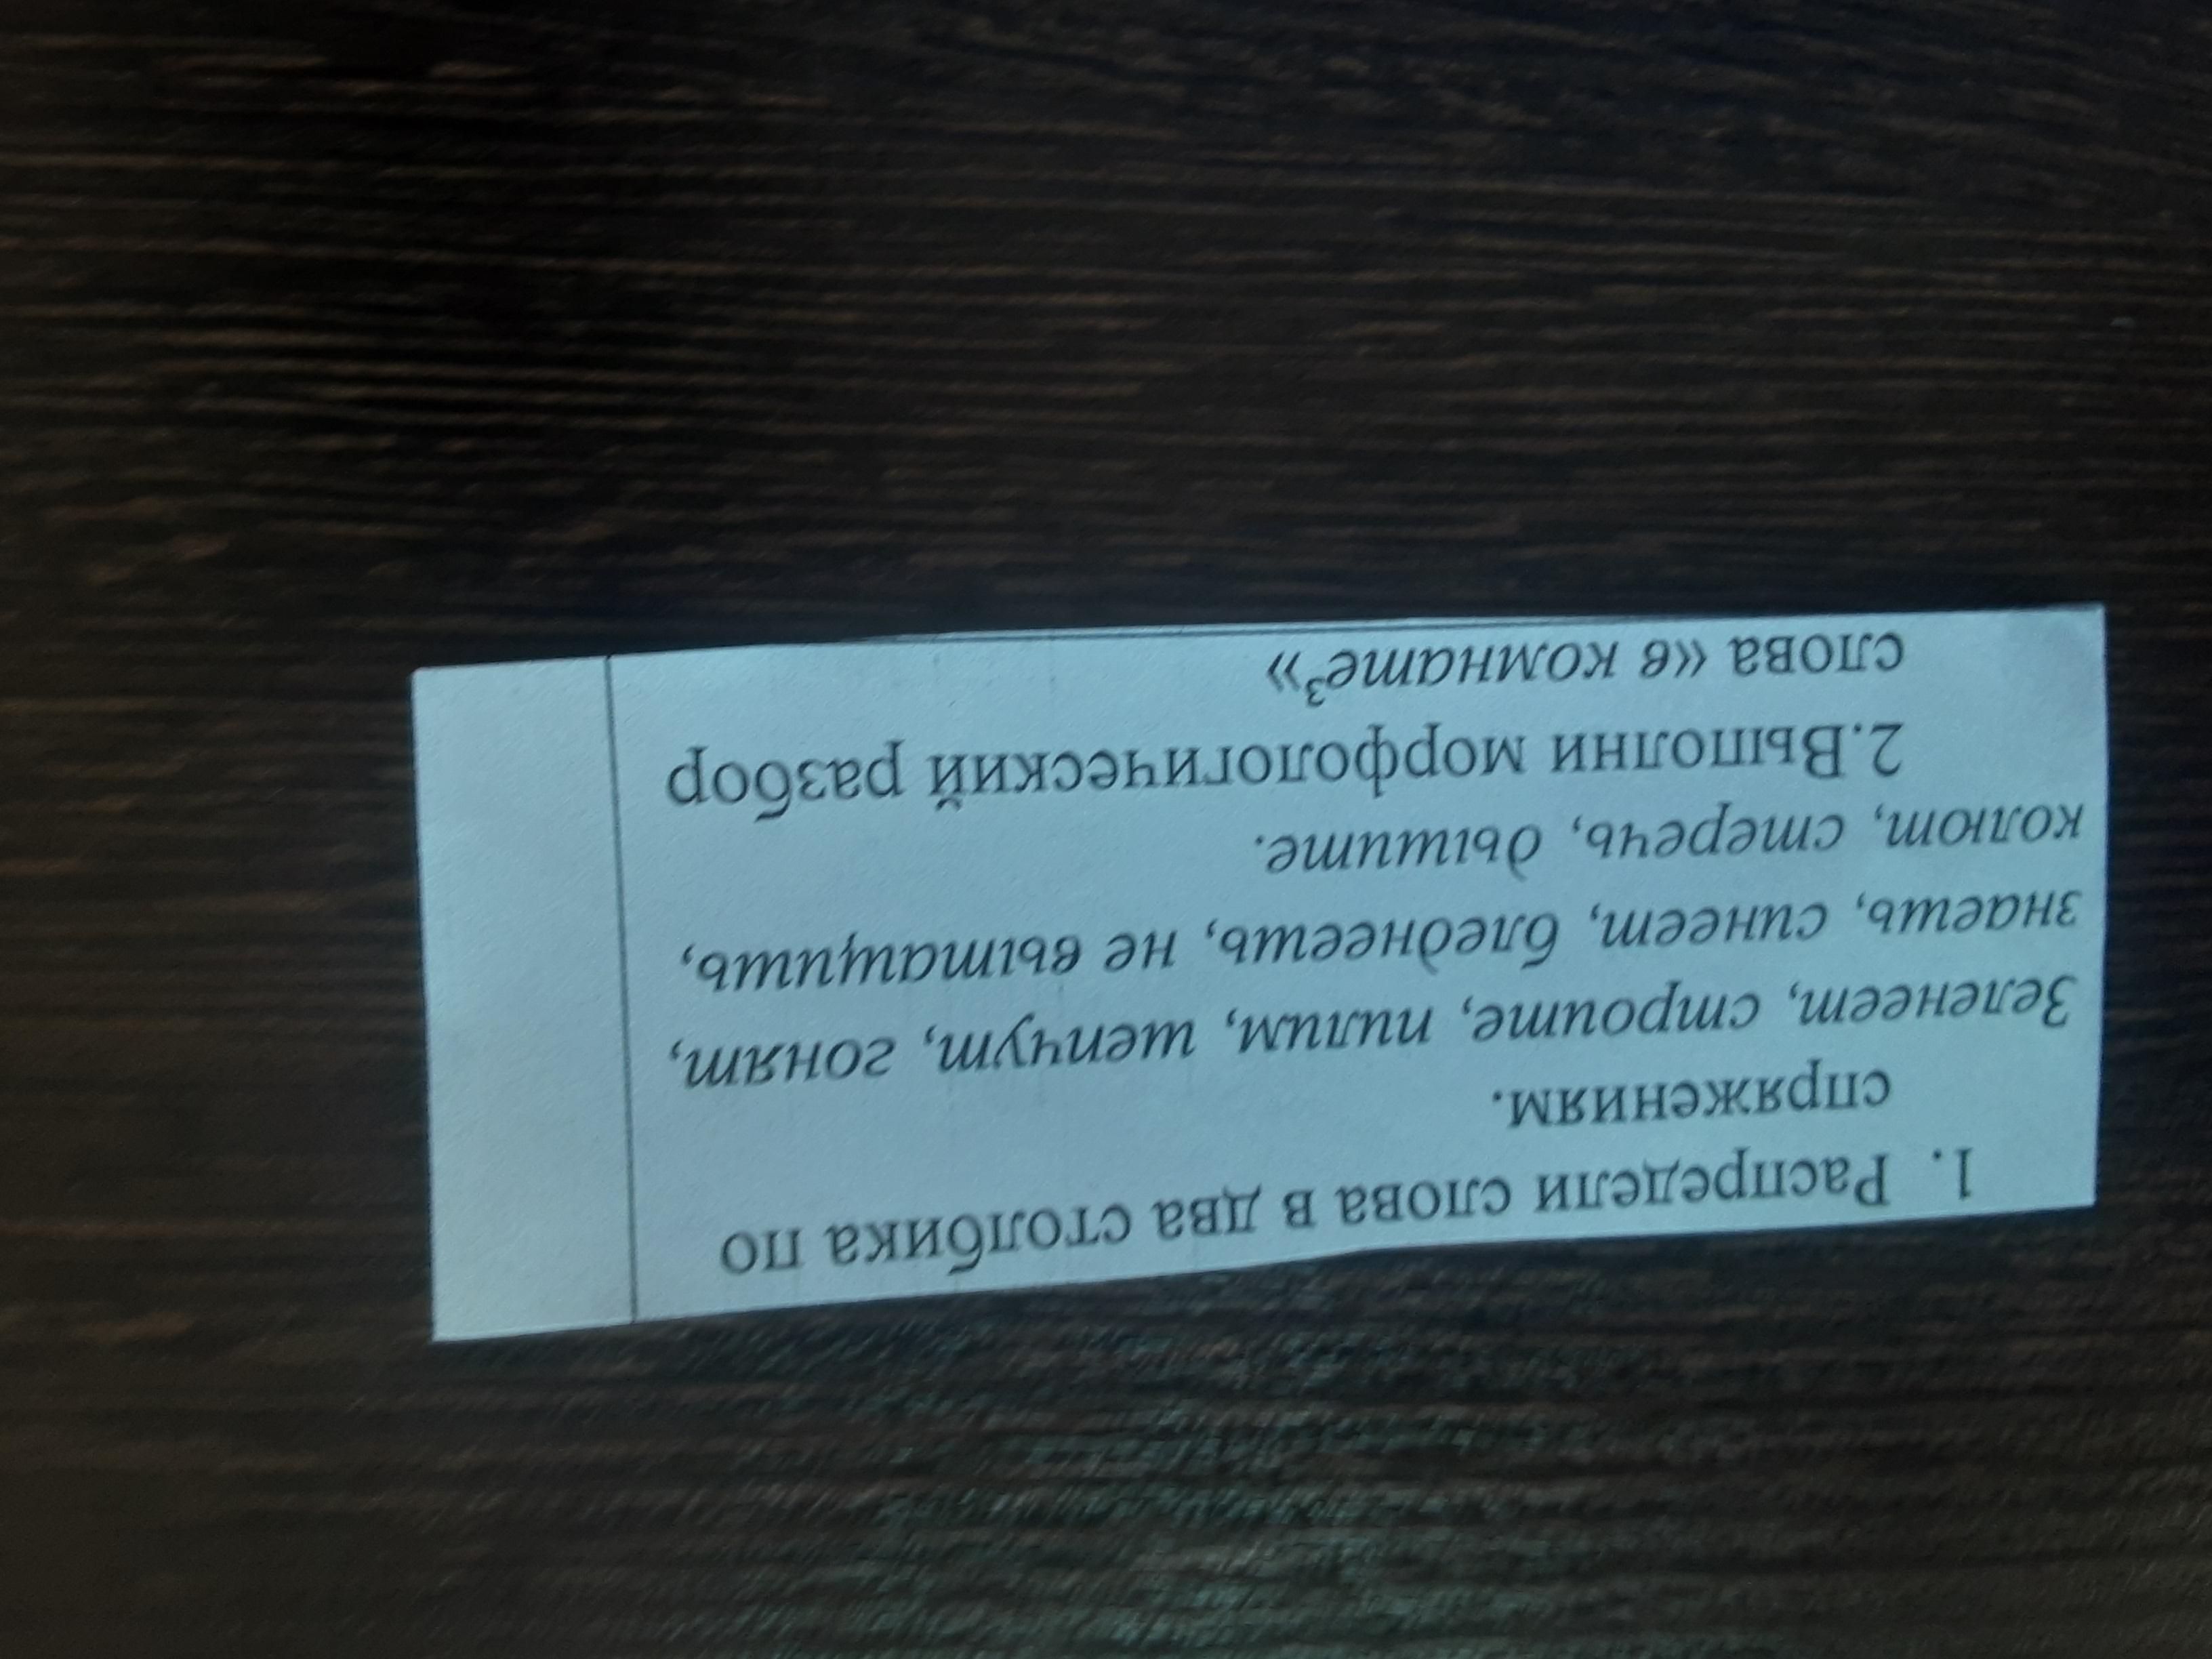 1. Распредели слова в два столбика по
спряжениям.
Зеленеет, строите, пилим, шепчут, гонят,
знаешь, синеет, бледнеешь, не вытащишь,
колют, стеречь, дышите.
2.Выполни морфологический разбор
слова «в комнате³»